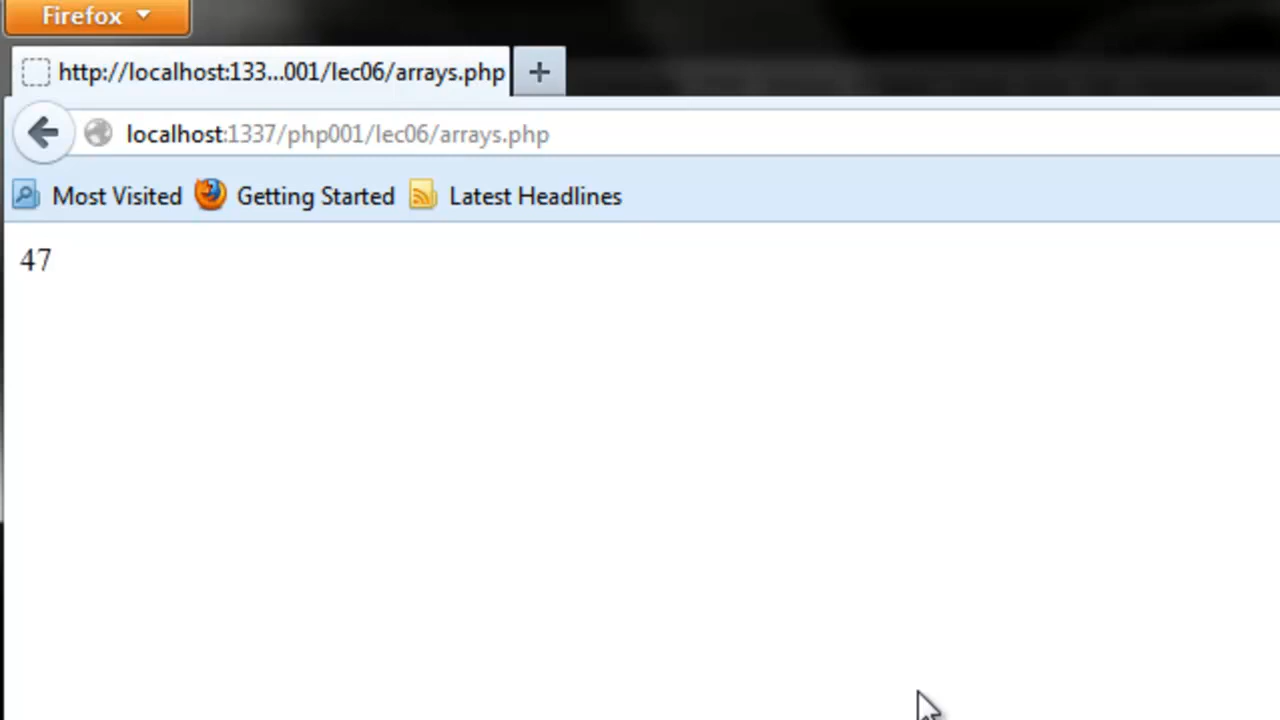 Firefox
http://localhost:133...001/lec06/arrays.php
localhost:1337/php001/lec06/arrays.php
Most Visited Getting Started Latest Headlines
47